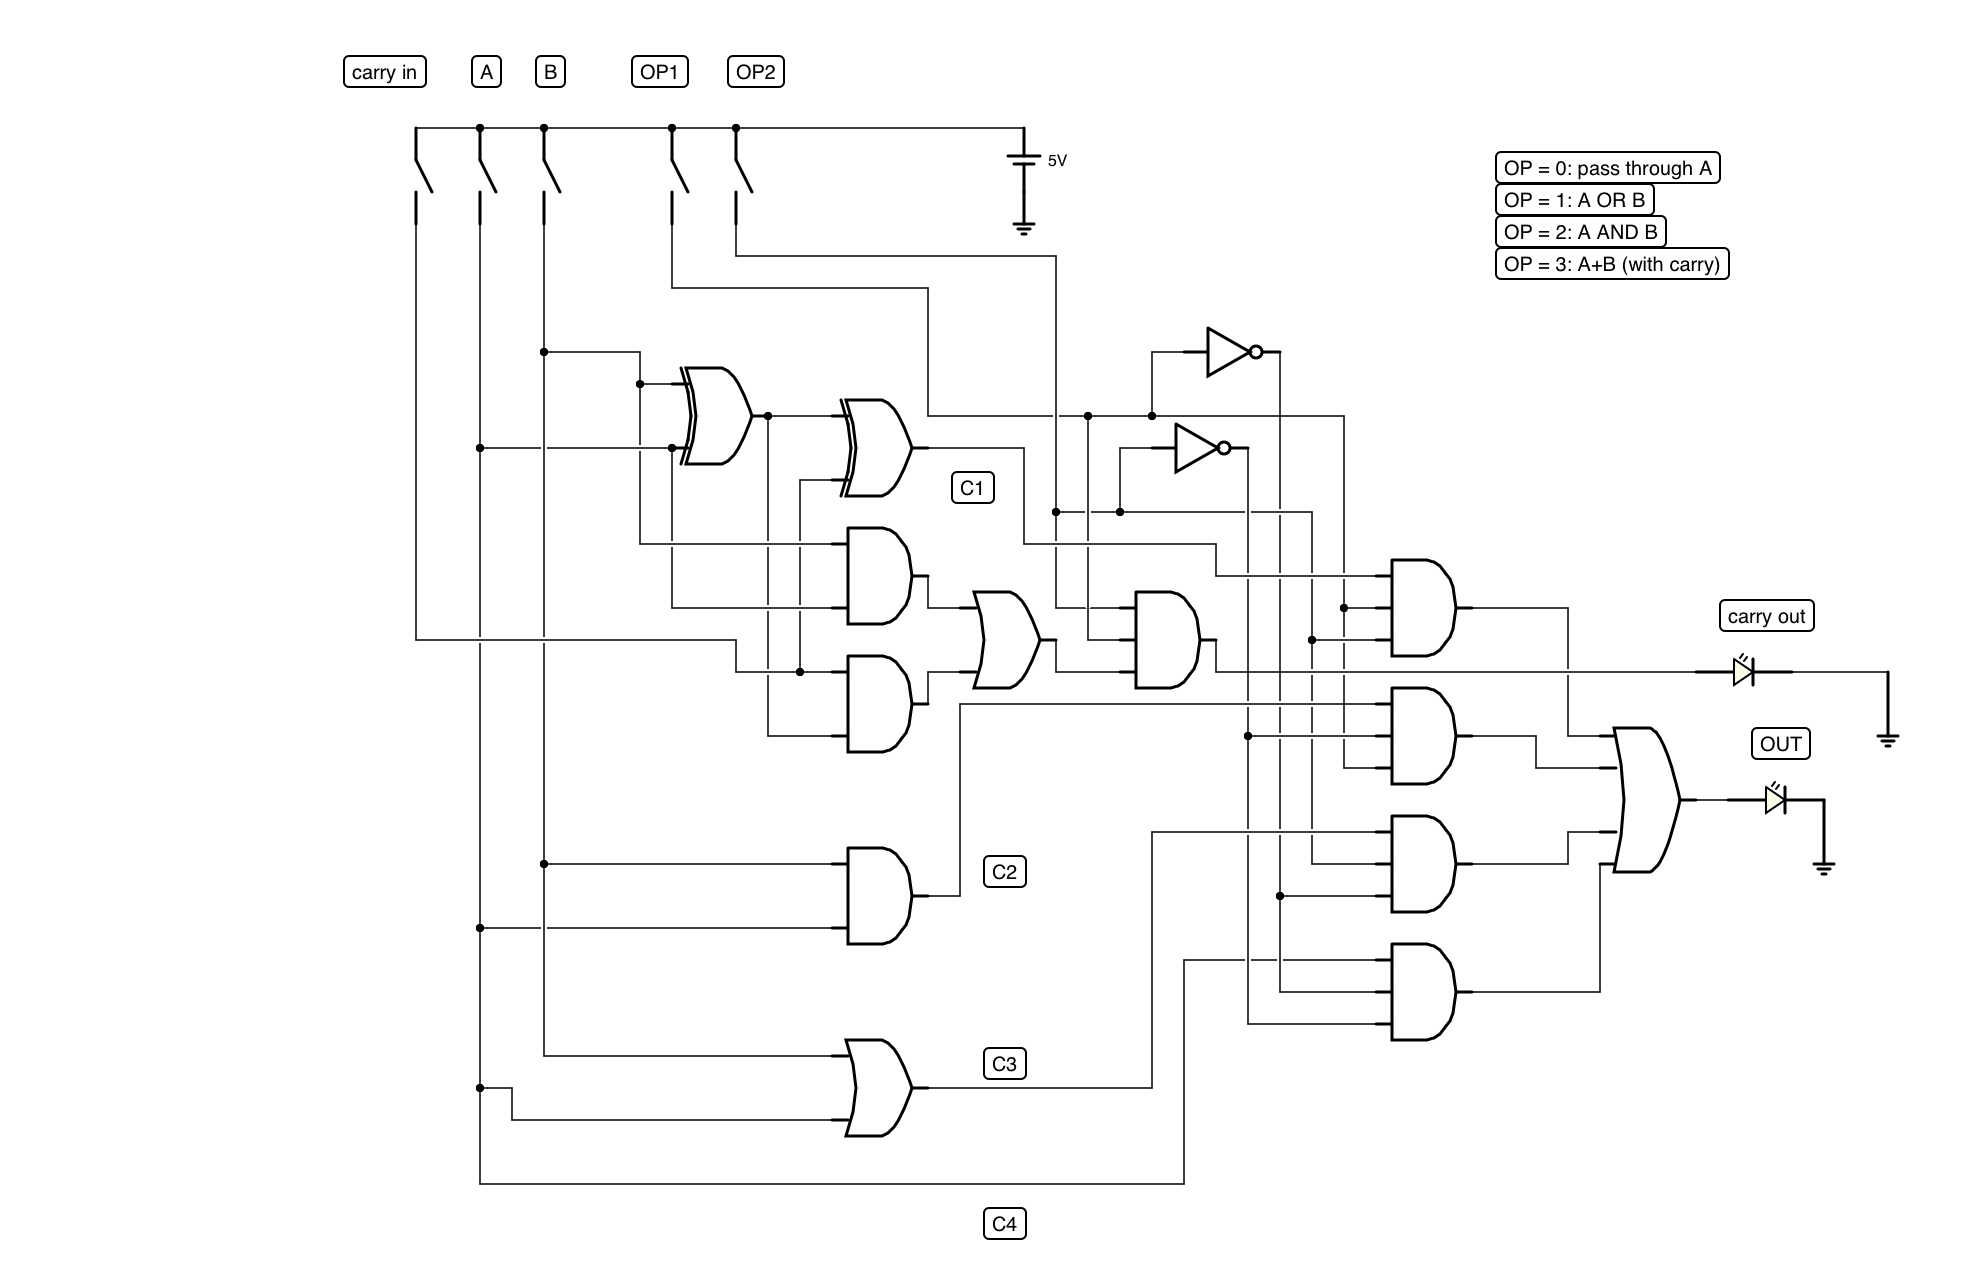 carry in
A
B
OP1
OP2
5V
OP = 0: pass through A
OP = 1: A OR B
OP = 2: A AND B
OP = 3: A+B (with carry)
C1
carry out
OUT
C2
C3
C4